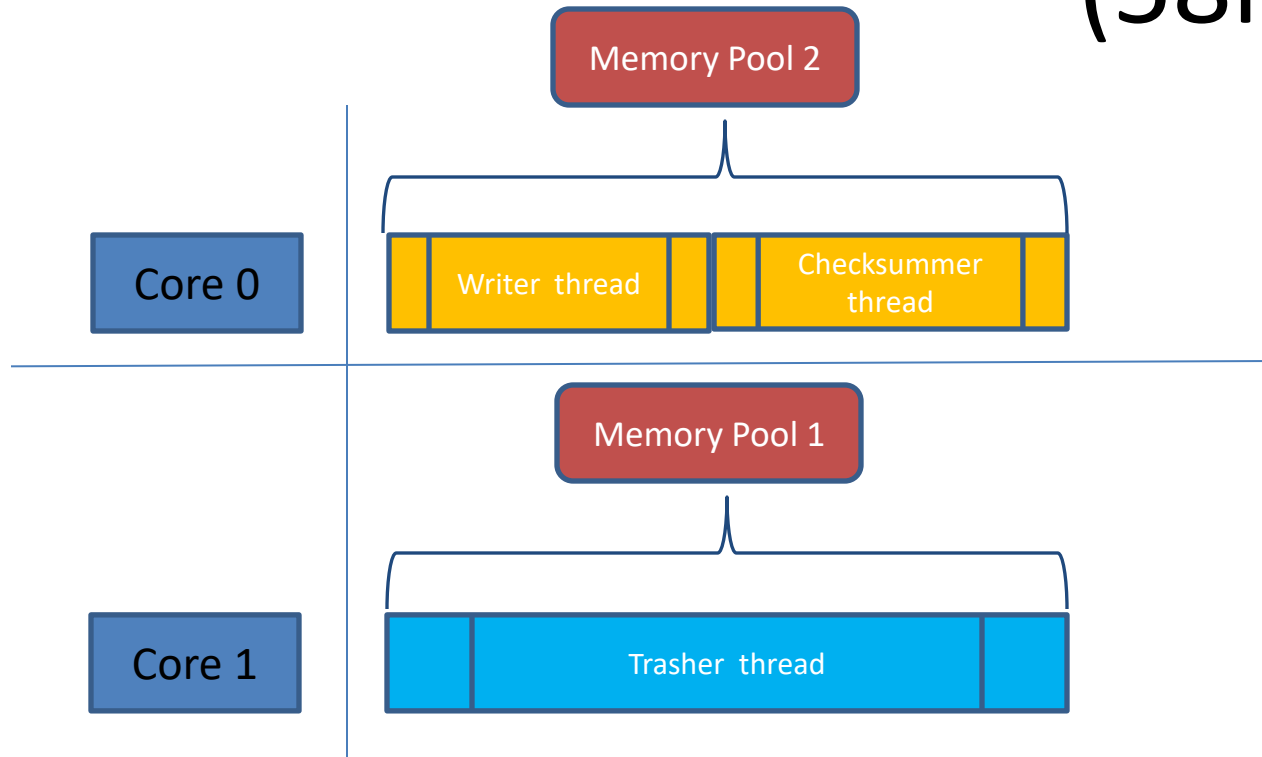 Memory Pool 2
Core 0
Writer thread
Checksummer
thread
Memory Pool 1
Core 1
Trasher thread